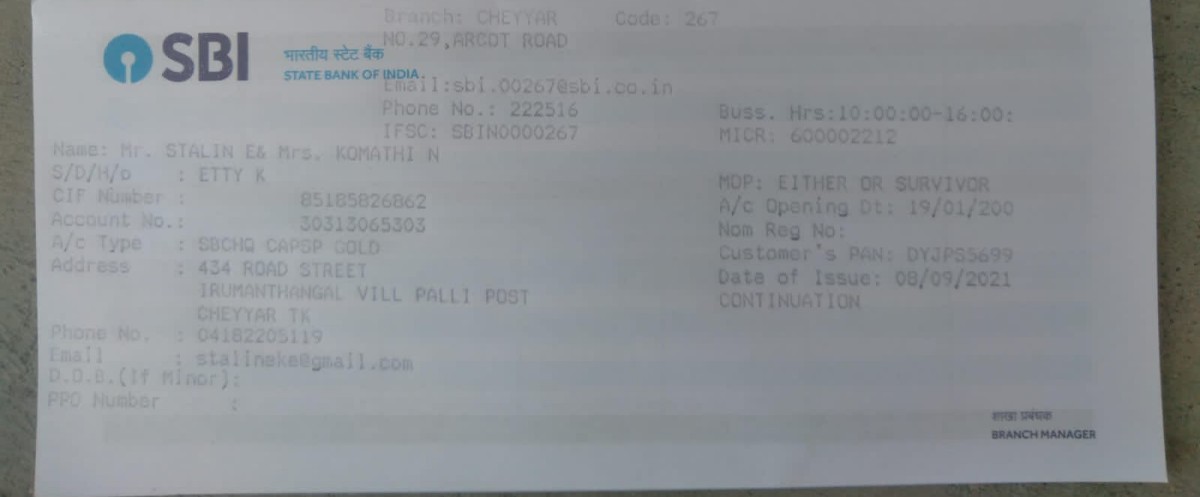 Branch: CHEYYAR Code: 267
NO.29,ARCOT ROAD
SBI
भारतीय स्टेट बैंक
STATE BANK OF INDIA
Email:sbi.00267@sbi.co.in
Phone No.: 222516 Buss. Hrs:10:00:00-16:00:
IFSC: SBIN0000267 MICR: 600002212
Name: Mr. STALIN E& Mrs. KOMATHI N
S/D/H/o : ETTY K MOP: EITHER OR SURVIVOR
CIF Number : 85185826862 A/c Opening Dt: 19/01/200
Account No.: 30313065303 Nom Reg No:
A/c Type : SBCHQ CAPSP GOLD Customer's PAN: DYJPS5699
Address : 434 ROAD STREET Date of Issue: 08/09/2021
IRUMANTHANGAL VILL PALLI POST CONTINUATION
CHEYYAR TK
Phone No. : 04182205119
Email : stalineke@gmail.com
D.O.B.(If Minor):
PPO Number :
शाखा प्रबंधक
BRANCH MANAGER